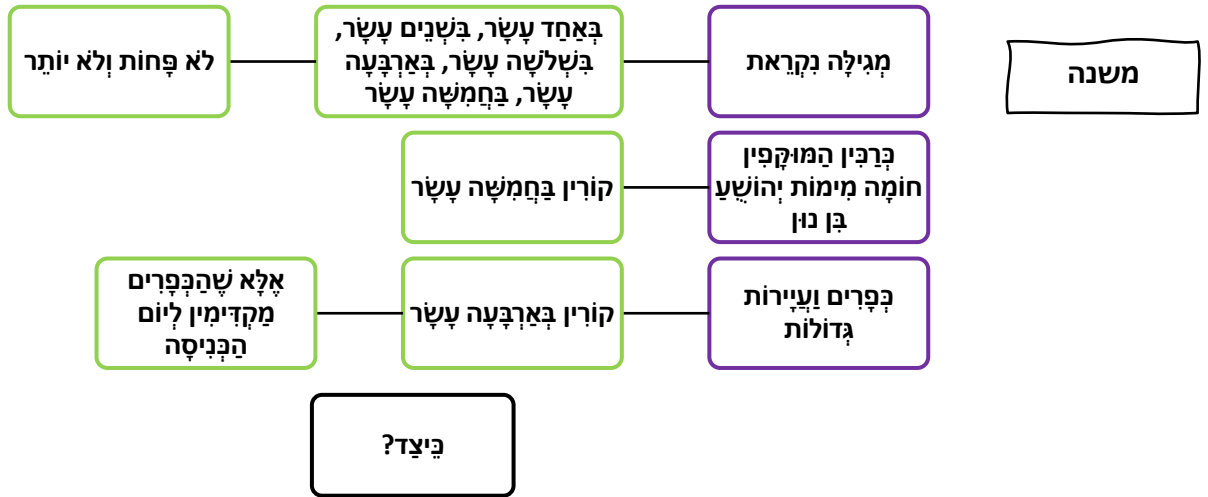 משנה
מְגִילָּה נִקְרֵאת
בְּאַחַד עָשָׂר, בִּשְׁנֵים עָשָׂר,
בִּשְׁלֹשָׁה עָשָׂר, בְּאַרְבָּעָה
עָשָׂר, בַּחֲמִשָּׁה עָשָׂר
לֹא פָּחוֹת וְלֹא יוֹתֵר
כְּרַכִּין הַמּוּקָּפִין
חוֹמָה מִימוֹת יְהוֹשֻׁעַ
בִּן נוּן
קוֹרִין בַּחֲמִשָּׁה עָשָׂר
כְּפָרִים וַעֲיָירוֹת
גְּדוֹלוֹת
קוֹרִין בְּאַרְבָּעָה עָשָׂר
אֶלָּא שֶׁהַכְּפָרִים
מַקְדִּימִין לְיוֹם
הַכְּנִיסָה
כֵּיצַד?